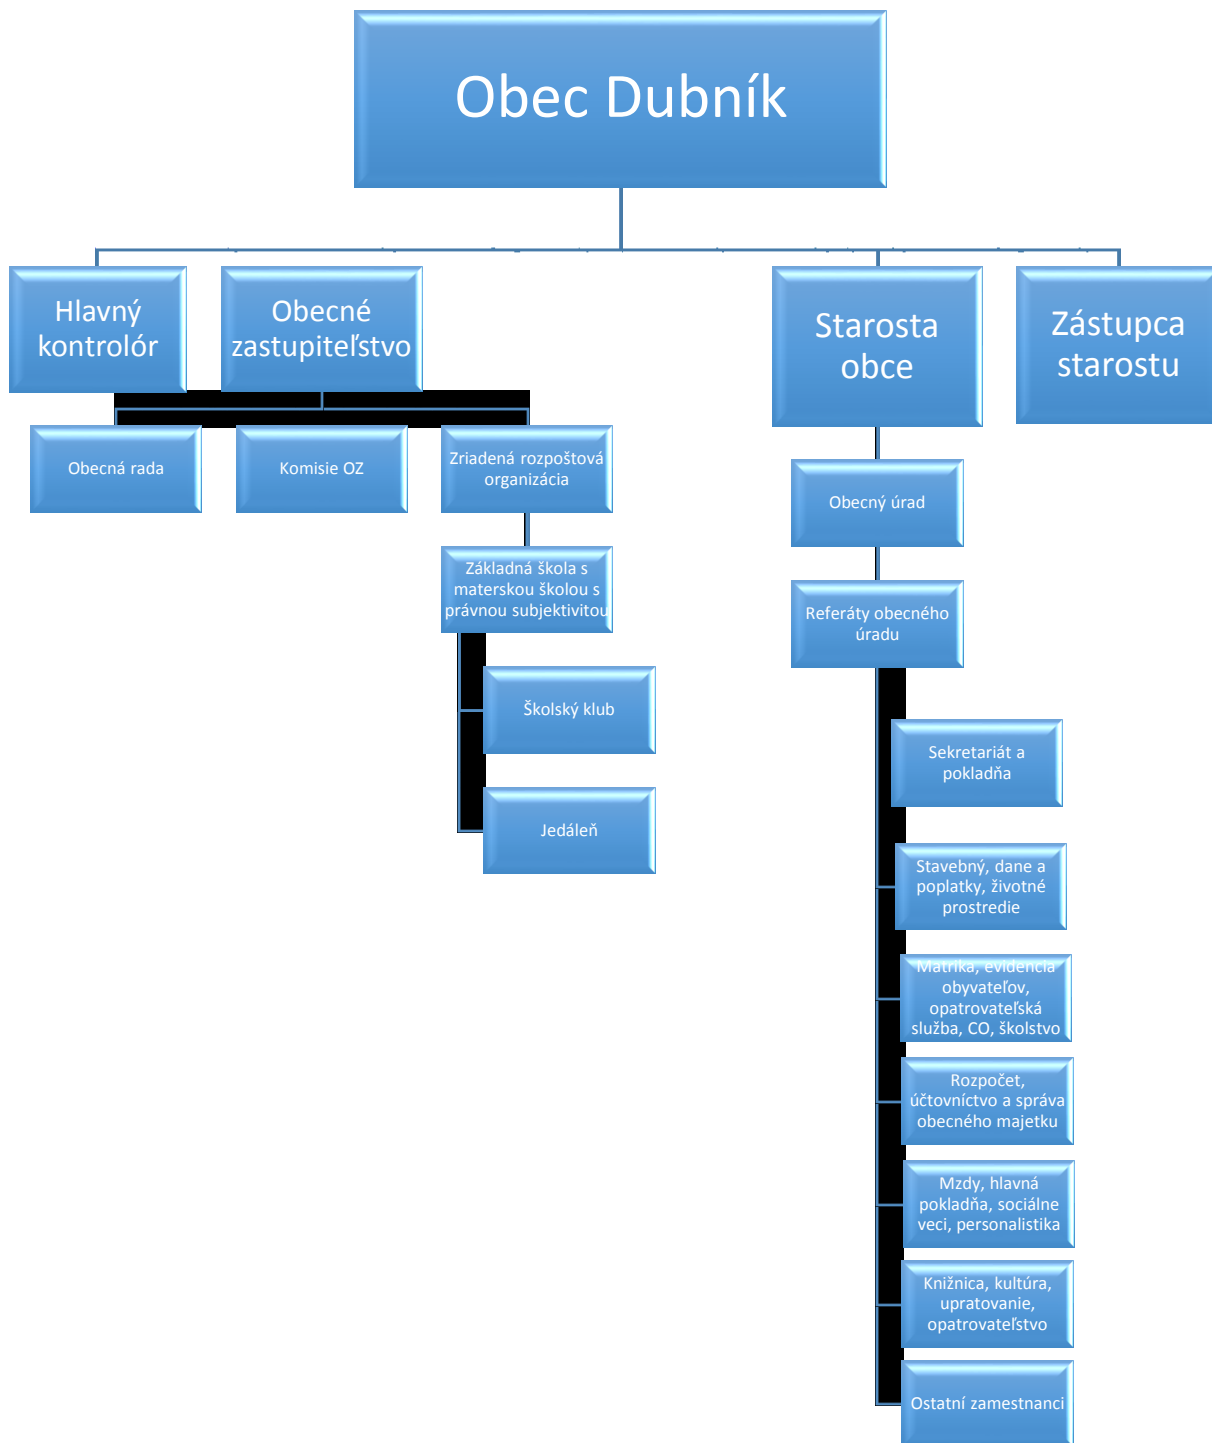 Obec Dubník
Hlavný
kontrolór
Obecné
zastupiteľstvo
Starosta
obce
Zástupca
starostu
Obecná rada
Komisie OZ
Zriadená rozpoštová
organizácia
Základná škola s
materskou školou s
právnou subjektivitou
Školský klub
Jedáleň
Obecný úrad
Referáty obecného
úradu
Sekretariát a
pokladňa
Stavebný, dane a
poplatky, životné
prostredie
Matrika, evidencia
obyvateľov,
opatrovateľská
služba, CO, školstvo
Rozpočet,
účtovníctvo a správa
obecného majetku
Mzdy, hlavná
pokladňa, sociálne
veci, personalistika
Knižnica, kultúra,
upratovanie,
opatrovateľstvo
Ostatní zamestnanci